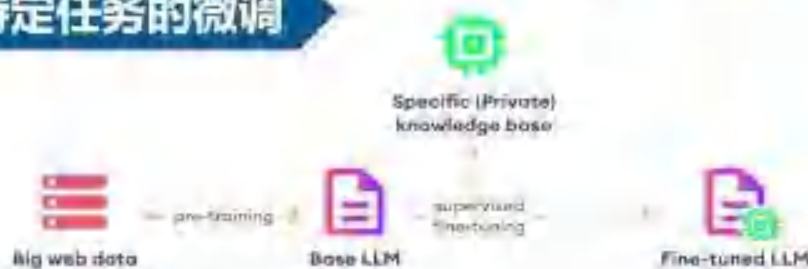 特定任务的微调
Specific (Private)
knowledge base
pre-training
supervised
finetuning
Big web data
Base LLM
Fine-tuned LLM